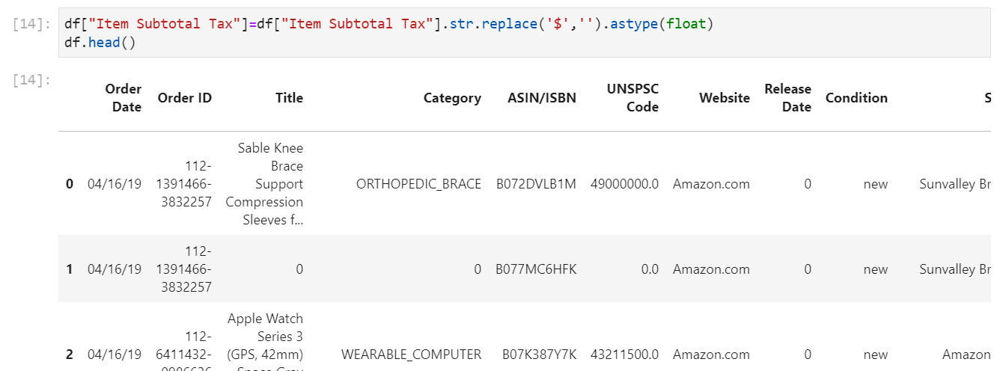 [14]: df["Item Subtotal Tax"]=df["Item Subtotal Tax"].str.replace('$','').astype(float)
df.head()
[14]:
Order Date Order ID Title Category ASIN/ISBN UNSPSC Code Website Release Date Condition S
0 04/16/19 112-1391466-3832257 Sable Knee Brace Support Compression Sleeves f... ORTHOPEDIC_BRACE B072DVLB1M 49000000.0 Amazon.com 0 new Sunvalley Br
1 04/16/19 112-1391466-3832257 0 0 B077MC6HFK 0.0 Amazon.com 0 new Sunvalley Br
2 04/16/19 112-6411432- Apple Watch Series 3 (GPS, 42mm) WEARABLE_COMPUTER B07K387Y7K 43211500.0 Amazon.com 0 new Amazon